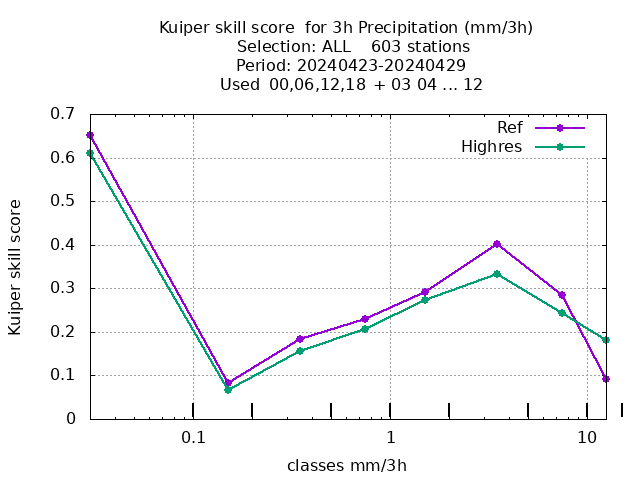 Kuiper skill score  for 3h Precipitation (mm/3h)
Selection: ALL    603 stations
Period: 20240423-20240429
Used  00,06,12,18  + 03 04 ... 12
Ref
Highres
Kuiper skill score
0.7
0.6
0.5
0.4
0.3
0.2
0.1
0
0.1 1 10
classes mm/3h